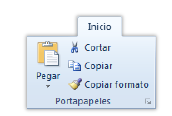 Inicio
Pegar
Cortar
Copiar
Copiar formato
Portapapeles